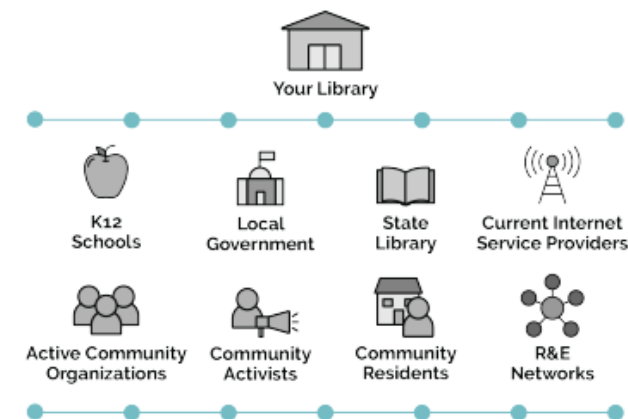 Your Library
K12
Schools
Local
Government
State
Library
Current Internet
Service Providers
Active Community
Organizations
Community
Activists
Community
Residents
R&E
Networks